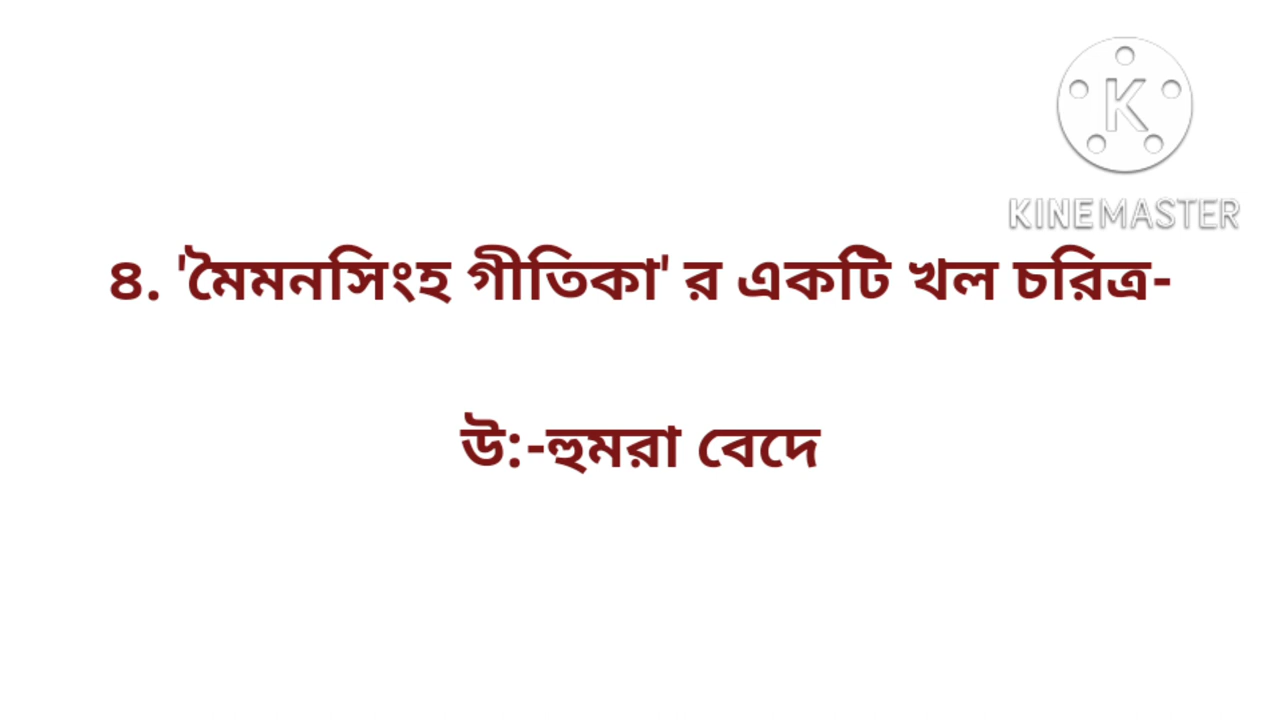 KINEMASTER
৪. 'মৈমনসিংহ গীতিকা' র একটি খল চরিত্র-
উ:-হুমরা বেদে